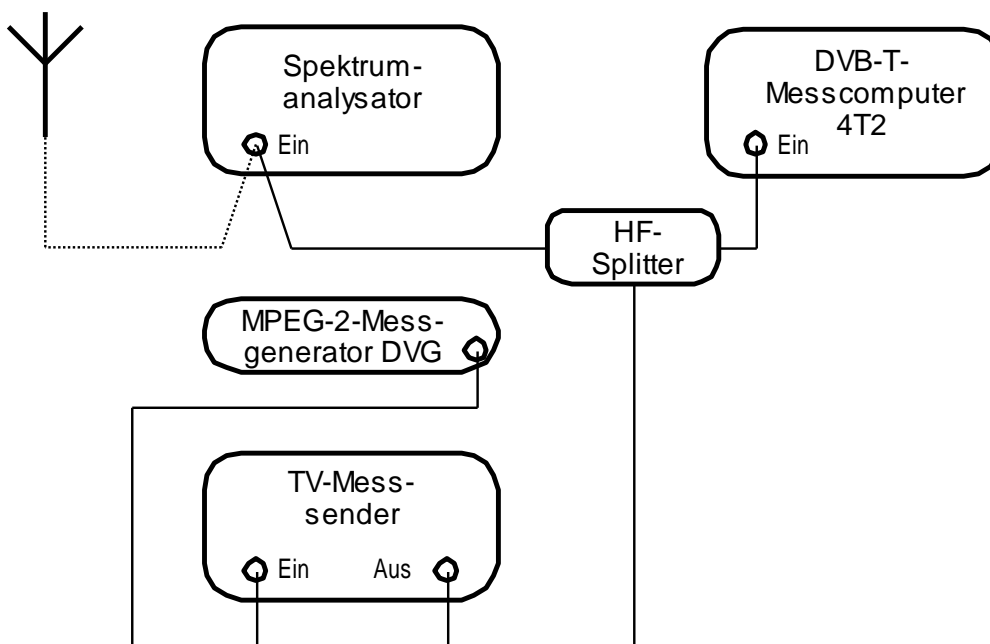 Spektrum-
analysator
Ein
DVB-T-
Messcomputer
4T2
Ein
HF-
Splitter
MPEG-2-Mess-
generator DVG
TV-Mess-
sender
Ein
Aus